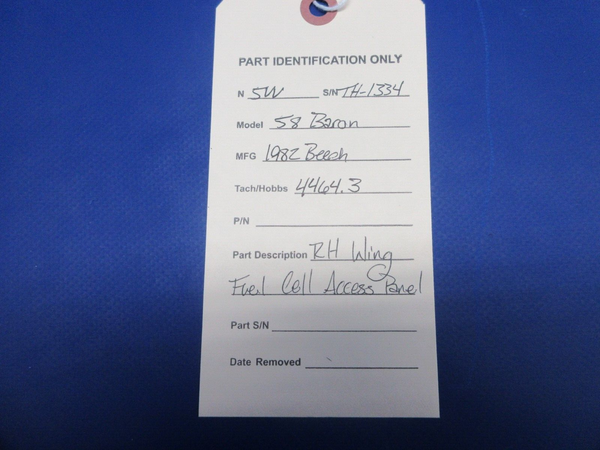 PART IDENTIFICATION ONLY
N 5W S/N TH-1334
Model 58 Baron
MFG 1982 Beech
Tach/Hobbs 4464.3
P/N
Part Description RH Wing
Fuel Cell Access Panel
Part S/N
Date Removed